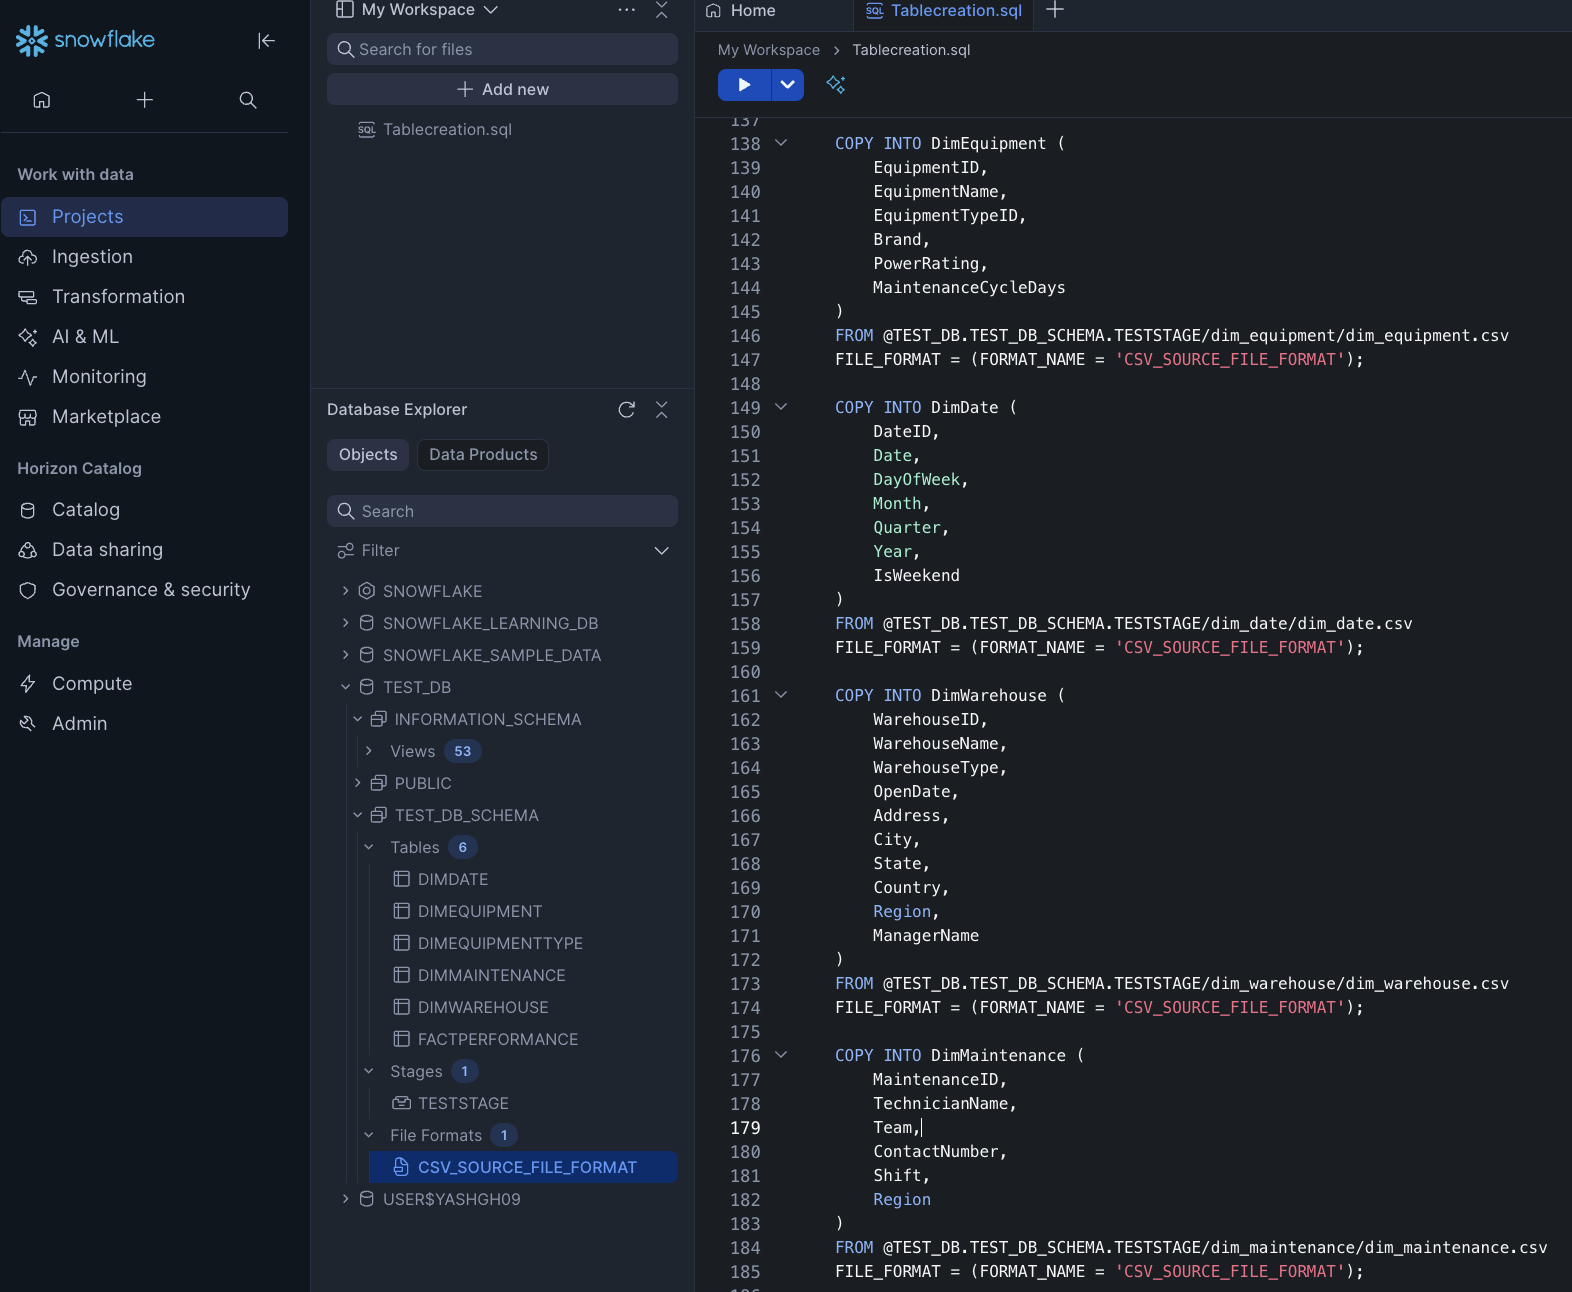 snowflake
Work with data
Projects
Ingestion
Transformation
AI & ML
Monitoring
Marketplace
Horizon Catalog
Catalog
Data sharing
Governance & security
Manage
Compute
Admin
My Workspace
Search for files
Add new
SQL Tablecreation.sql
Database Explorer
Objects Data Products
Search
Filter
SNOWFLAKE
SNOWFLAKE_LEARNING_DB
SNOWFLAKE_SAMPLE_DATA
TEST_DB
INFORMATION_SCHEMA
Views 53
PUBLIC
TEST_DB_SCHEMA
Tables 6
DIMDATE
DIMEQUIPMENT
DIMEQUIPMENTTYPE
DIMMAINTENANCE
DIMWAREHOUSE
FACTPERFORMANCE
Stages 1
TESTSTAGE
File Formats 1
CSV_SOURCE_FILE_FORMAT
USER$YASHGH09
Home SQL Tablecreation.sql
My Workspace > Tablecreation.sql
137
138 COPY INTO DimEquipment (
139 EquipmentID,
140 EquipmentName,
141 EquipmentTypeID,
142 Brand,
143 PowerRating,
144 MaintenanceCycleDays
145 )
146 FROM @TEST_DB.TEST_DB_SCHEMA.TESTSTAGE/dim_equipment/dim_equipment.csv
147 FILE_FORMAT = (FORMAT_NAME = 'CSV_SOURCE_FILE_FORMAT');
148
149 COPY INTO DimDate (
150 DateID,
151 Date,
152 DayOfWeek,
153 Month,
154 Quarter,
155 Year,
156 IsWeekend
157 )
158 FROM @TEST_DB.TEST_DB_SCHEMA.TESTSTAGE/dim_date/dim_date.csv
159 FILE_FORMAT = (FORMAT_NAME = 'CSV_SOURCE_FILE_FORMAT');
160
161 COPY INTO DimWarehouse (
162 WarehouseID,
163 WarehouseName,
164 WarehouseType,
165 OpenDate,
166 Address,
167 City,
168 State,
169 Country,
170 Region,
171 ManagerName
172 )
173 FROM @TEST_DB.TEST_DB_SCHEMA.TESTSTAGE/dim_warehouse/dim_warehouse.csv
174 FILE_FORMAT = (FORMAT_NAME = 'CSV_SOURCE_FILE_FORMAT');
175
176 COPY INTO DimMaintenance (
177 MaintenanceID,
178 TechnicianName,
179 Team,
180 ContactNumber,
181 Shift,
182 Region
183 )
184 FROM @TEST_DB.TEST_DB_SCHEMA.TESTSTAGE/dim_maintenance/dim_maintenance.csv
185 FILE_FORMAT = (FORMAT_NAME = 'CSV_SOURCE_FILE_FORMAT');